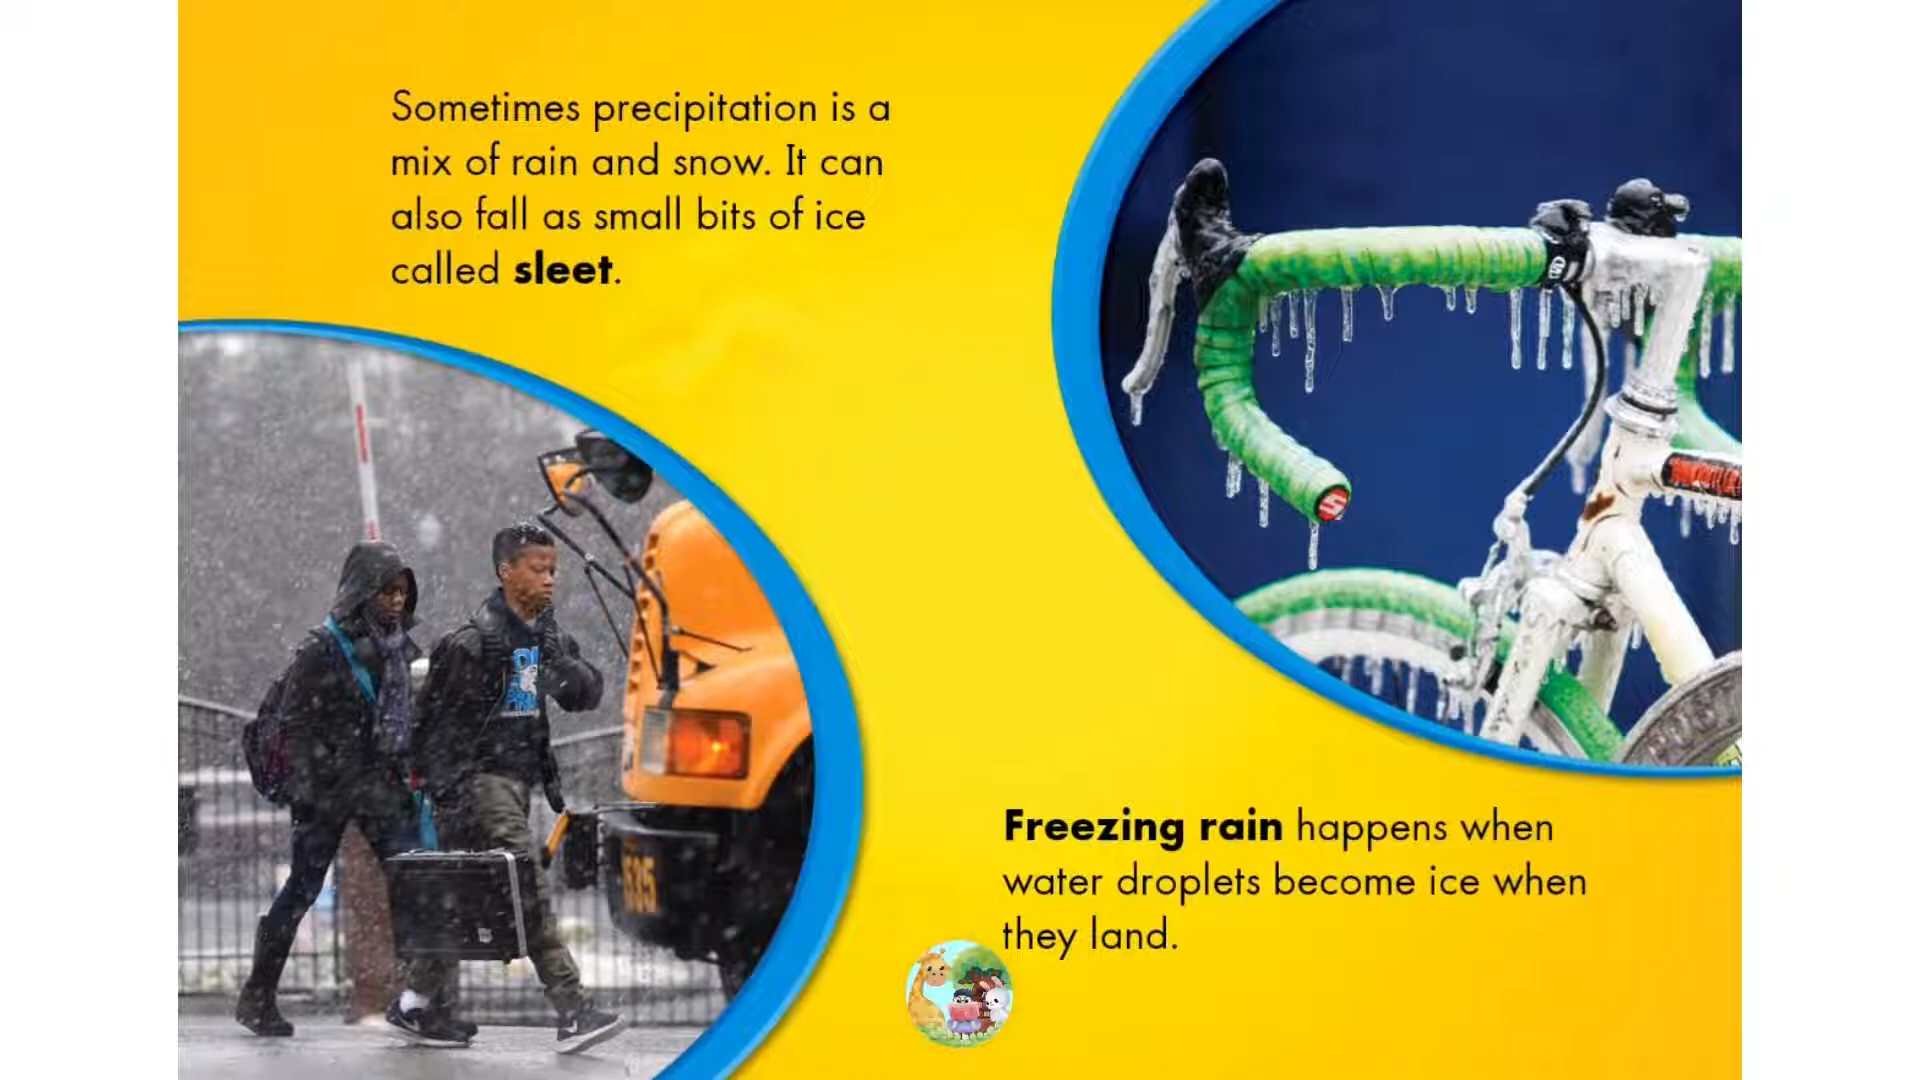 Sometimes precipitation is a
mix of rain and snow. It can
also fall as small bits of ice
called sleet.
Freezing rain happens when
water droplets become ice when
they land.